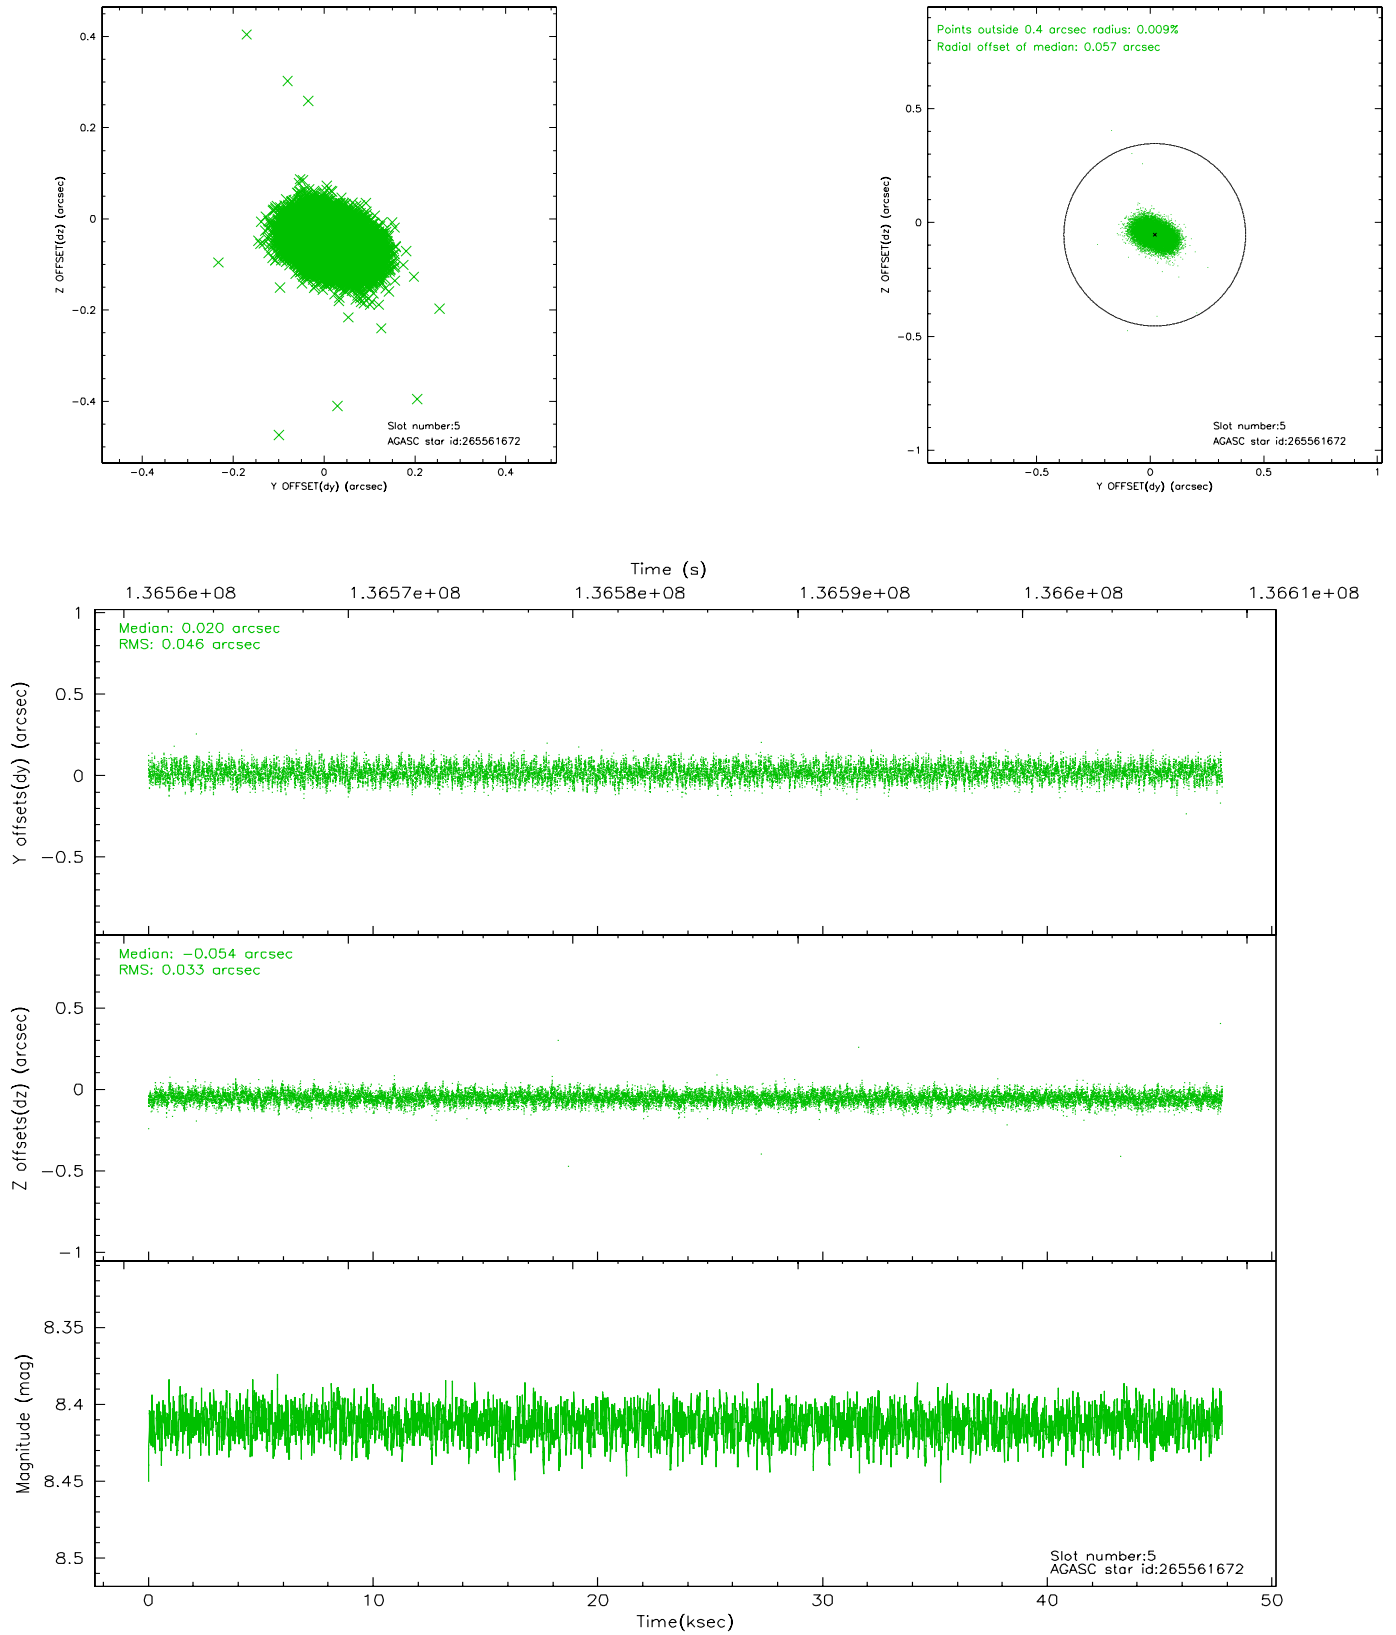 0.4
0.2
0
−0.2
−0.4
Z OFFSET(dz) (arcsec)
Slot number:5
AGASC star id:265561672
−0.4 −0.2 0 0.2 0.4
Y OFFSET(dy) (arcsec)
Points outside 0.4 arcsec radius: 0.009%
Radial offset of median: 0.057 arcsec
0.5
0
−0.5
−1
Z OFFSET(dz) (arcsec)
Slot number:5
AGASC star id:265561672
−0.5 0 0.5 1
Y OFFSET(dy) (arcsec)
Time (s)
1.3656e+08 1.3657e+08 1.3658e+08 1.3659e+08 1.366e+08 1.3661e+08
Median: 0.020 arcsec
RMS: 0.046 arcsec
1
0.5
0
−0.5
Y offsets(dy) (arcsec)
Median: −0.054 arcsec
RMS: 0.033 arcsec
0.5
0
−0.5
−1
Z offsets(dz) (arcsec)
8.35
8.4
8.45
8.5
Magnitude (mag)
Slot number:5
AGASC star id:265561672
0 10 20 30 40 50
Time(ksec)